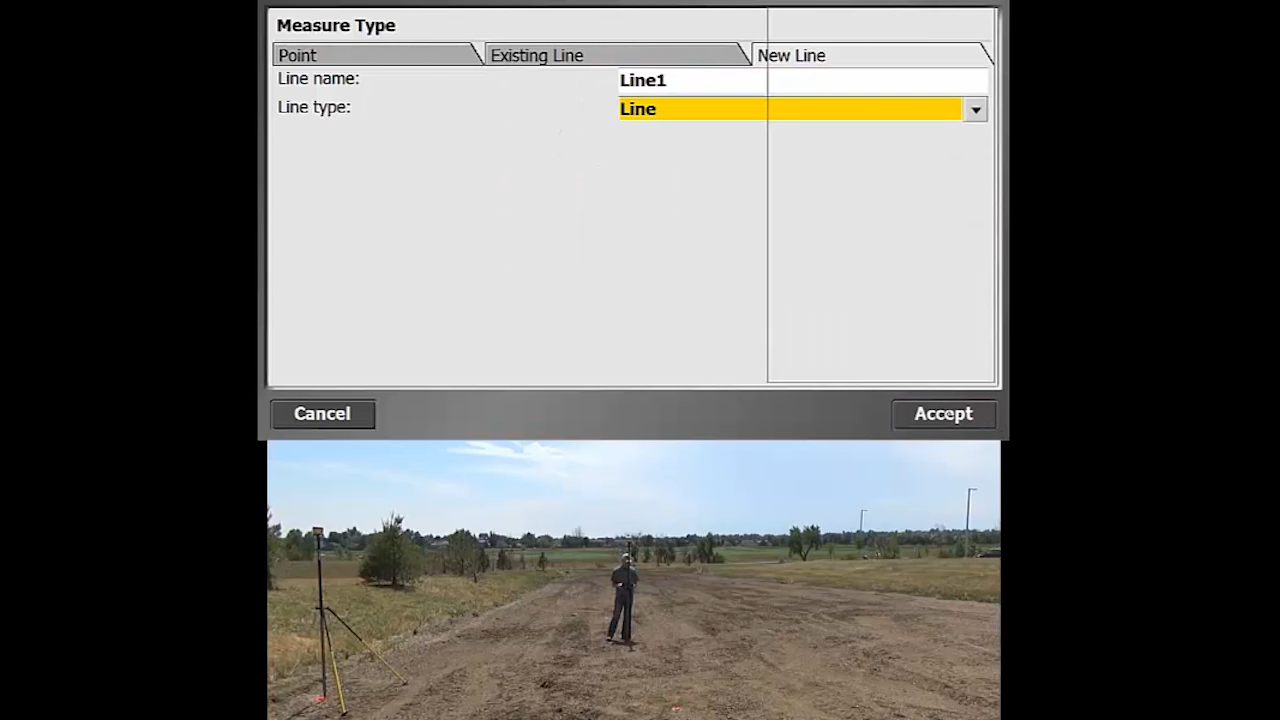 Measure Type
Point Existing Line New Line
Line name: Line1
Line type: Line
Cancel Accept